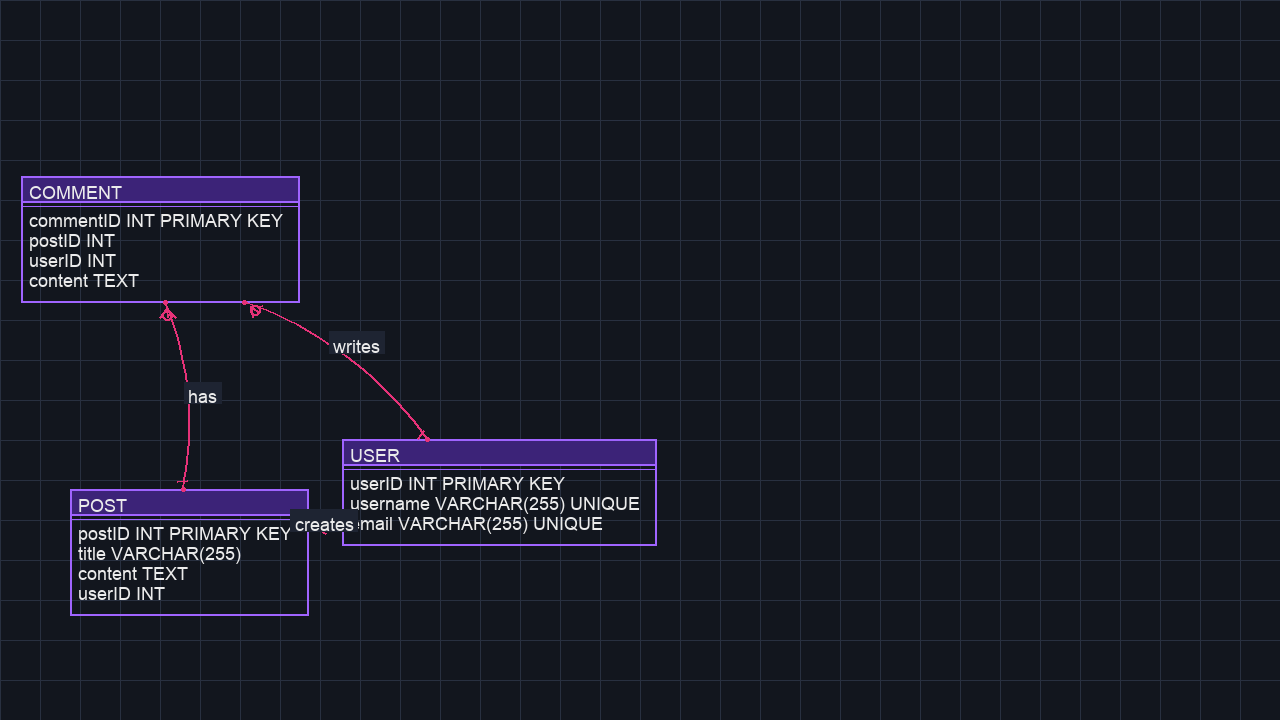 COMMENT
commentID INT PRIMARY KEY
postID INT
userID INT
content TEXT
writes
has
USER
userID INT PRIMARY KEY
username VARCHAR(255) UNIQUE
email VARCHAR(255) UNIQUE
creates
POST
postID INT PRIMARY KEY
title VARCHAR(255)
content TEXT
userID INT